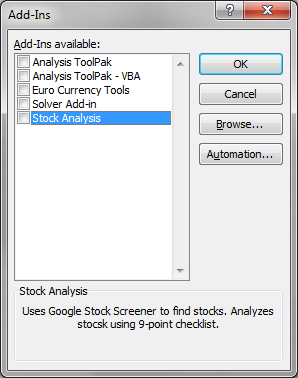 Add-Ins
Add-Ins available:
Analysis ToolPak
Analysis ToolPak - VBA
Euro Currency Tools
Solver Add-in
Stock Analysis
OK
Cancel
Browse...
Automation...
Stock Analysis
Uses Google Stock Screener to find stocks. Analyzes
stocsk using 9-point checklist.